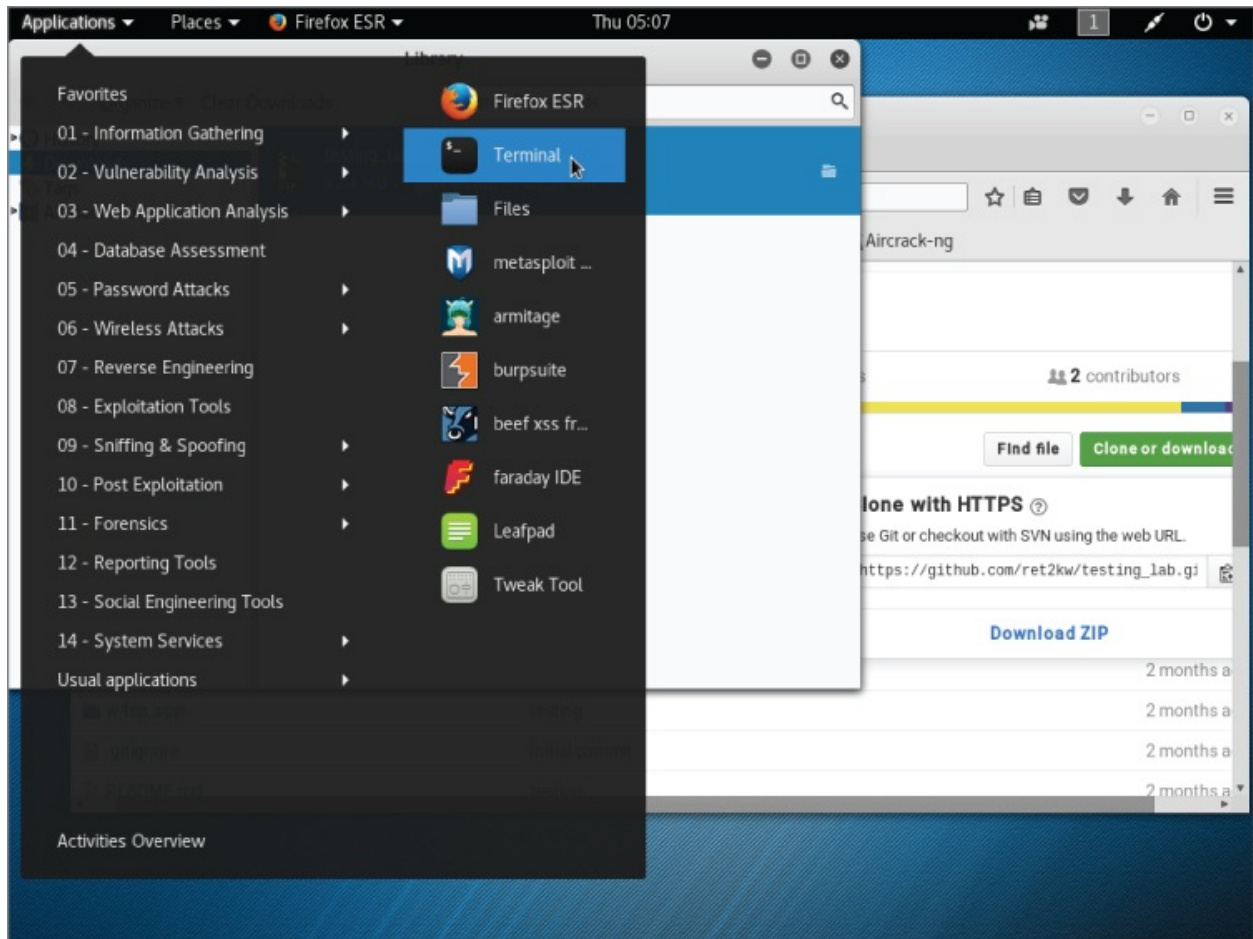 Applications Places Firefox ESR Thu 05:07 1
Library
Favorites
01 - Information Gathering
02 - Vulnerability Analysis
03 - Web Application Analysis
04 - Database Assessment
05 - Password Attacks
06 - Wireless Attacks
07 - Reverse Engineering
08 - Exploitation Tools
09 - Sniffing & Spoofing
10 - Post Exploitation
11 - Forensics
12 - Reporting Tools
13 - Social Engineering Tools
14 - System Services
Usual applications
Activities Overview
Firefox ESR
Terminal
Files
metasploit ...
armitage
burpsuite
beef xss fr...
faraday IDE
Leafpad
Tweak Tool
Aircrack-ng
2 contributors
Find file Clone or download
lone with HTTPS
se Git or checkout with SVN using the web URL.
https://github.com/ret2kw/testing_lab.gi
Download ZIP
2 months a
2 months a
2 months a
2 months a